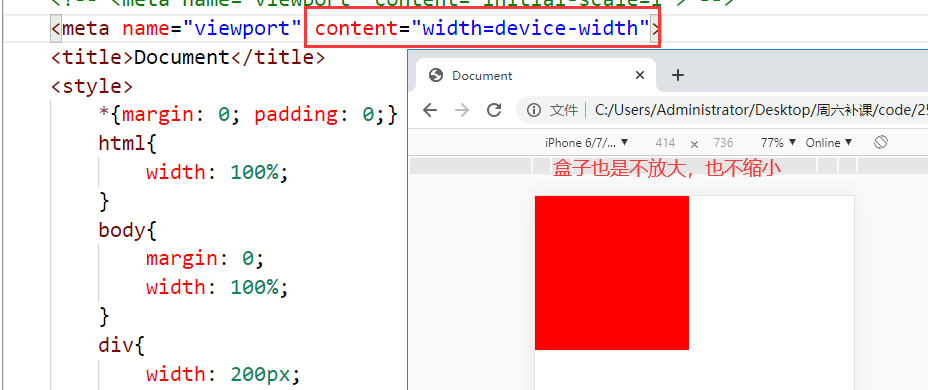 <!-- <meta name="viewport" content="initial-scale=1"> -->
<meta name="viewport" content="width=device-width">
<title>Document</title>
<style>
*{margin: 0; padding: 0;}
html{
width: 100%;
}
body{
margin: 0;
width: 100%;
}
div{
width: 200px;
Document
文件 C:/Users/Administrator/Desktop/周六补课/code/25
iPhone 6/7/... 414 × 736 77% Online
盒子也是不放大，也不缩小